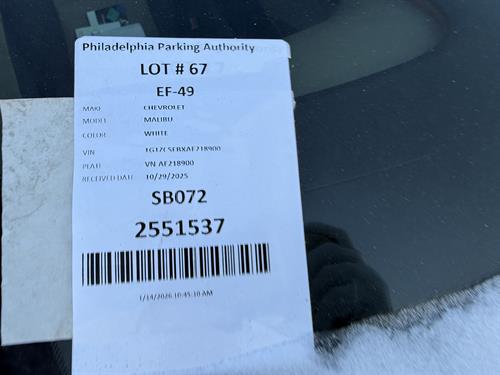 Philadelphia Parking Authority
LOT # 67
EF-49
MAKE CHEVROLET
MODEL MALIBU
COLOR WHITE
VIN 1G1ZC5EBXAF218900
PLATE VN AF218900
RECEIVED DATE 10/29/2025
SB072
2551537
1/14/2026 10:45:10 AM